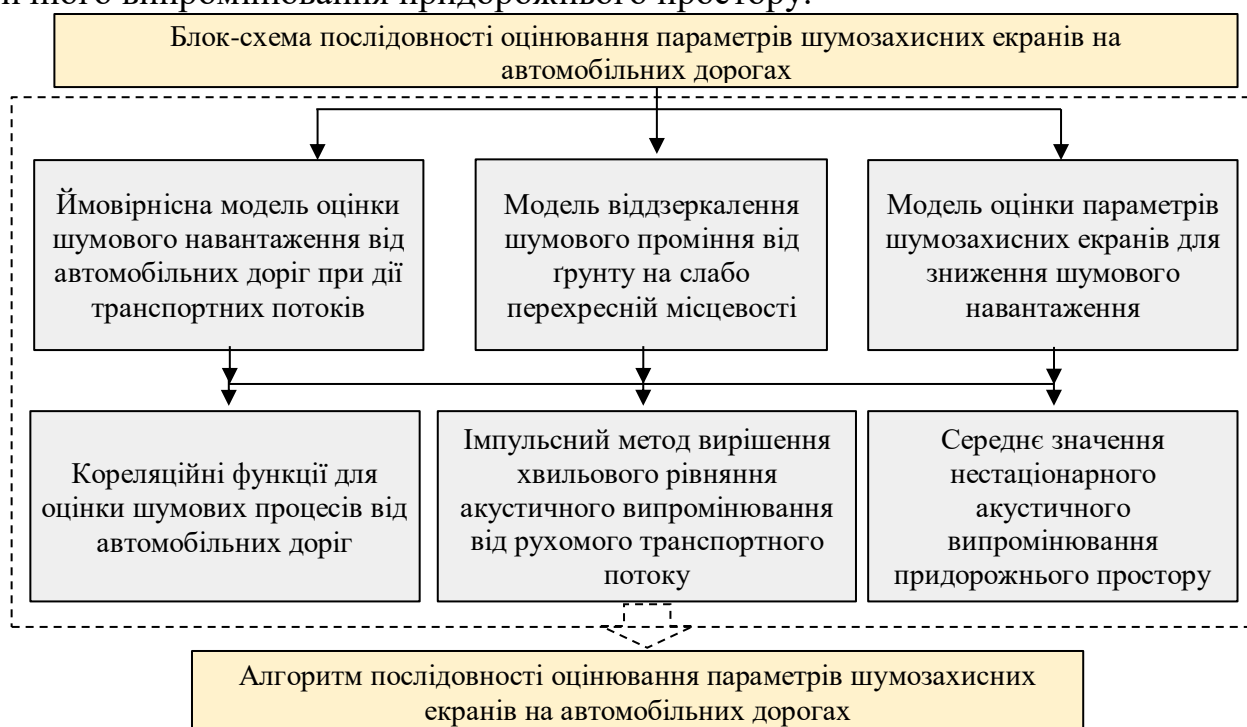 ичного випромінювання придорожнього простору.
Блок-схема послідовності оцінювання параметрів шумозахисних екранів на
автомобільних дорогах
Ймовірнісна модель оцінки
шумового навантаження від
автомобільних доріг при дії
транспортних потоків
Модель віддзеркалення
шумового проміння від
ґрунту на слабо
перехресній місцевості
Модель оцінки параметрів
шумозахисних екранів для
зниження шумового
навантаження
Кореляційні функції для
оцінки шумових процесів від
автомобільних доріг
Імпульсний метод вирішення
хвильового рівняння
акустичного випромінювання
від рухомого транспортного
потоку
Середнє значення
нестаціонарного
акустичного
випромінювання
придорожнього простору
Алгоритм послідовності оцінювання параметрів шумозахисних
екранів на автомобільних дорогах